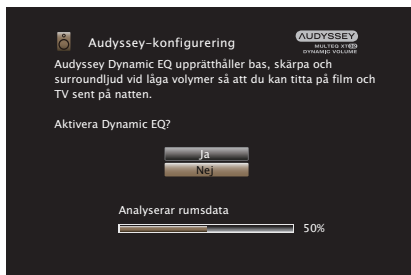 Audyssey-konfigurering
AUDYSSEY
MULTEQ XT32
DYNAMIC VOLUME
Audyssey Dynamic EQ upprätthåller bas, skärpa och
surroundljud vid låga volymer så att du kan titta på film och
TV sent på natten.
Aktivera Dynamic EQ?
Ja
Nej
Analyserar rumsdata
50%